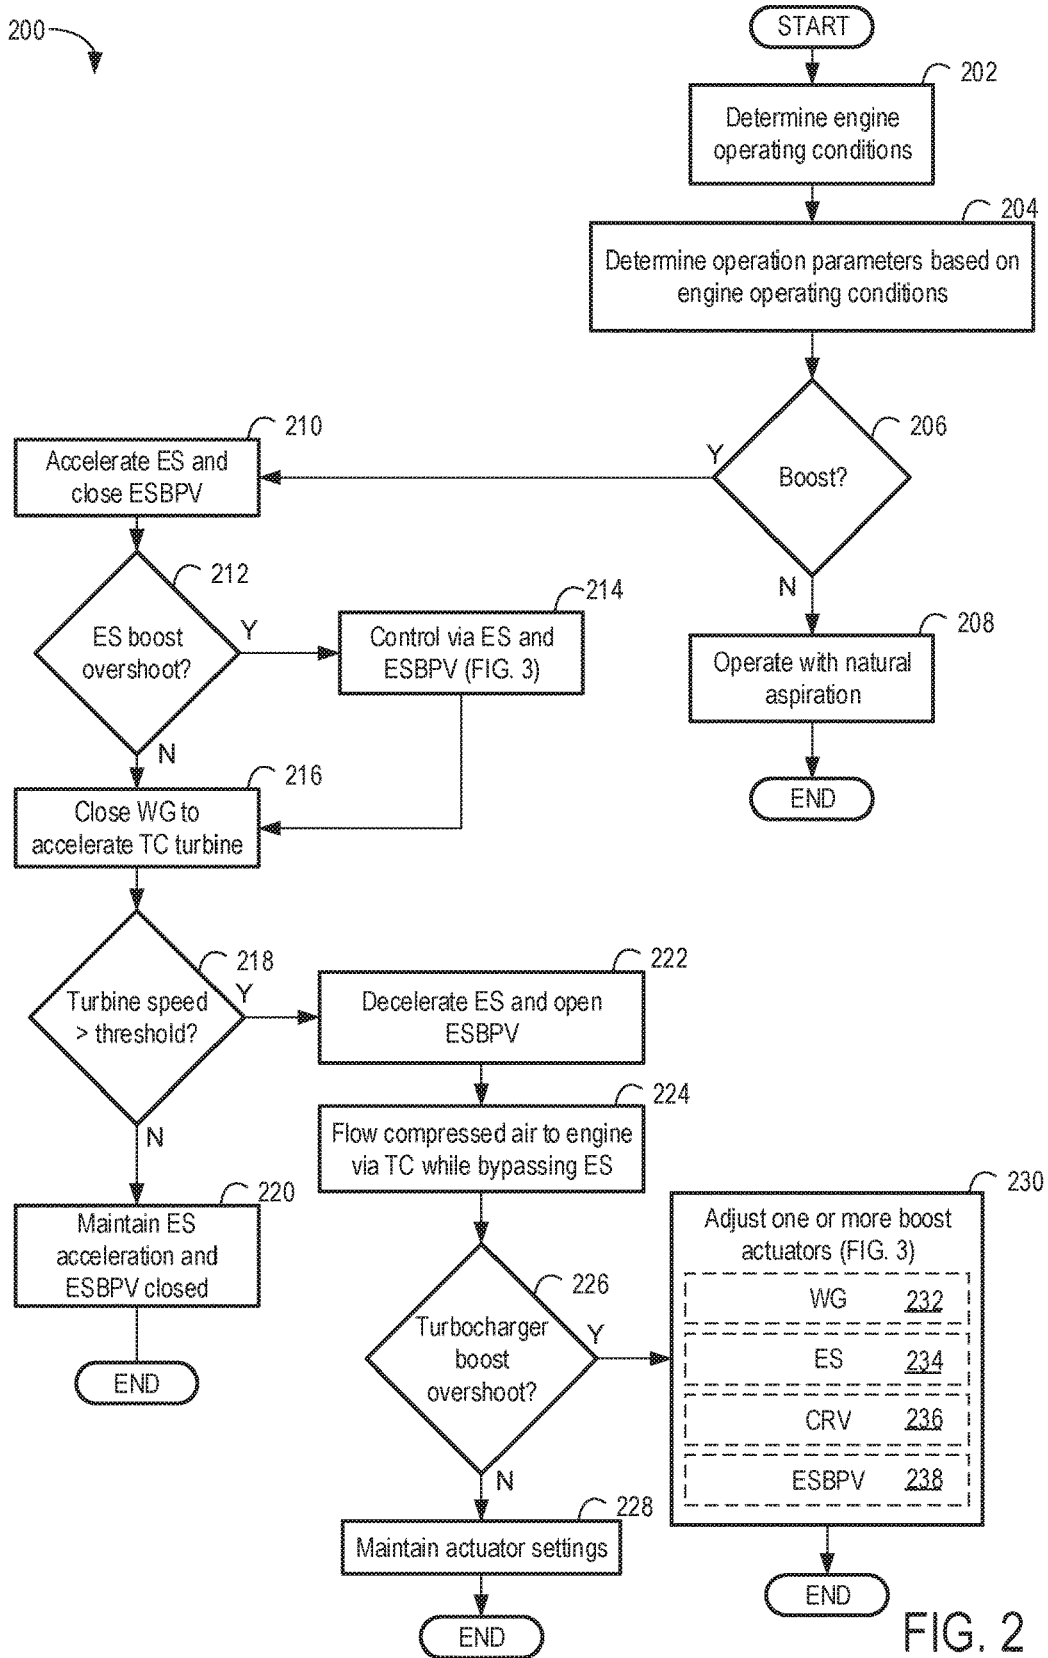 200
START
202
Determine engine
operating conditions
204
Determine operation parameters based on
engine operating conditions
206
Boost?
Y
N
208
Operate with natural
aspiration
END
210
Accelerate ES and
close ESBPV
212
ES boost
overshoot?
Y
N
214
Control via ES and
ESBPV (FIG. 3)
216
Close WG to
accelerate TC turbine
218
Turbine speed
> threshold?
Y
N
220
Maintain ES
acceleration and
ESBPV closed
END
222
Decelerate ES and open
ESBPV
224
Flow compressed air to engine
via TC while bypassing ES
226
Turbocharger
boost
overshoot?
Y
N
228
Maintain actuator settings
END
230
Adjust one or more boost
actuators (FIG. 3)
WG 232
ES 234
CRV 236
ESBPV 238
END
FIG. 2